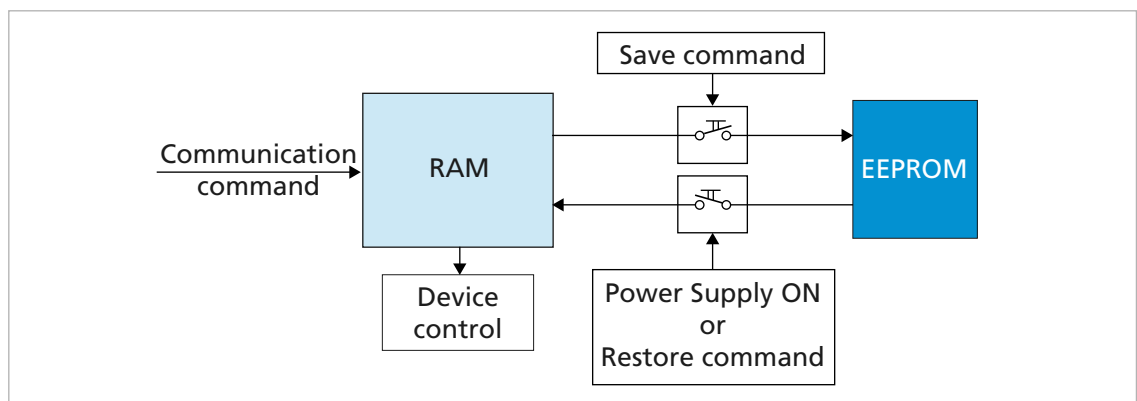 Save command
Communication
command
RAM
EEPROM
Device
control
Power Supply ON
or
Restore command